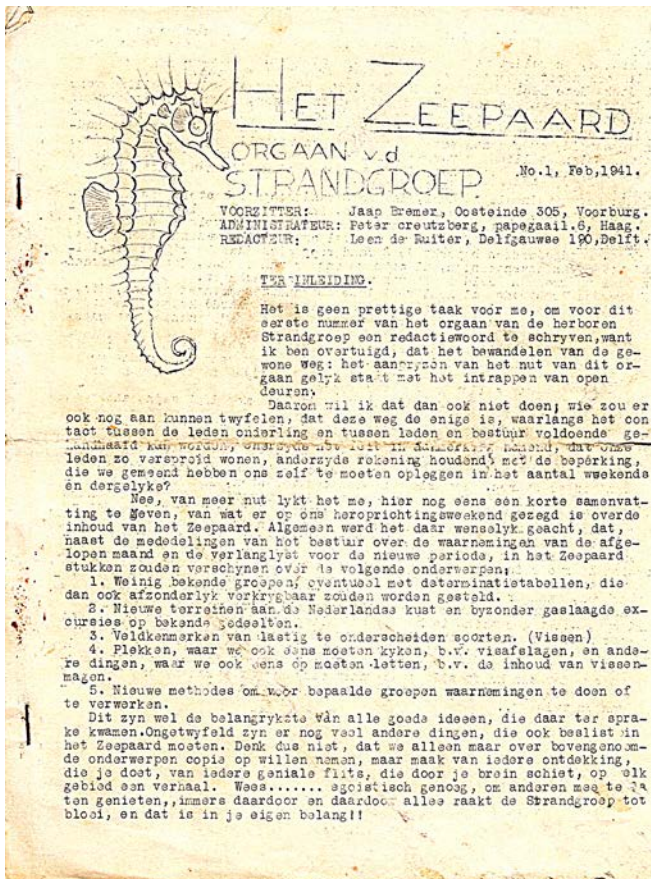 HET ZEEPAARD
ORGAAN v.d
STRANDGROEP
No.1, Feb,1941.
VOORZITTER: Jaap Bremer, Oosteinde 305, Voorburg.
ADMINISTRATEUR: Peter creutzberg, papegaail.6, Haag.
REDACTEUR: Leen de Ruiter, Delfgauwse 190,Delft.
TER INLEIDING.
Het is geen prettige taak voor me, om voor dit
eerste nummer van het orgaan van de herboren
Strandgroep een redactiewoord te schryven,want
ik ben overtuigd, dat het bewandelen van de ge-
wone weg: het aanpryzen van het nut van dit or-
gaan gelyk staat met het intrappen van open
deuren.
Daarom wil ik dat dan ook niet doen; wie zou er
ook nog aan kunnen twyfelen, dat deze weg de enige is, waarlangs het con
tact tussen de leden onderling en tussen leden en bestuur voldoende ge-
handhaafd kan worden, enerzyds het feit in aanmerking nemend, dat onze
leden zo verspreid wonen, anderzyds rekening houdend met de beperking,
die we gemeend hebben ons zelf te moeten opleggen in het aantal weekends
en dergelyke?
Nee, van meer nut lykt het me, hier nog eens een korte samenvat-
ting te geven, van wat er op ons heroprichtingsweekend gezegd is overde
inhoud van het Zeepaard. Algemeen werd het daar wenselyk geacht, dat,
naast de mededelingen van het bestuur over de waarnemingen van de afge-
lopen maand en de verlanglyst voor de nieuwe periode, in het Zeepaard
stukken zouden verschynen over de volgende onderwerpen;
1. Weinig bekende groepen, eventueel met determinatietabellen, die
dan ook afzonderlyk verkrygbaar zouden worden gesteld.
2. Nieuwe terreinen aan de Nederlandse kust en byzonder geslaagde ex-
cursies op bekende gedeelten.
3. Veldkenmerken van lastig te onderscheiden soorten. (Vissen)
4. Plekken, waar we ook eens moeten kyken, b.v. visafslagen, en ande-
re dingen, waar we ook eens op moeten letten, b.v. de inhoud van vissen-
magen.
5. Nieuwe methodes om voor bepaalde groepen waarnemingen te doen of
te verwerken.
Dit zyn wel de belangrykste van alle goede ideeen, die daar ter spra-
ke kwamen.Ongetwyfeld zyn er nog veel andere dingen, die ook beslist in
het Zeepaard moeten. Denk dus niet, dat we alleen maar over bovengenoem-
de onderwerpen copie op willen nemen, maar maak van iedere ontdekking,
die je doet, van iedere geniale flits, die door je brein schiet, op elk
gebied een verhaal. Wees....... egoistisch genoeg, om anderen mee te la
ten genieten,,immers daardoor en daardoor alleen raakt de Strandgroep tot
bloei, en dat is in je eigen belang!!